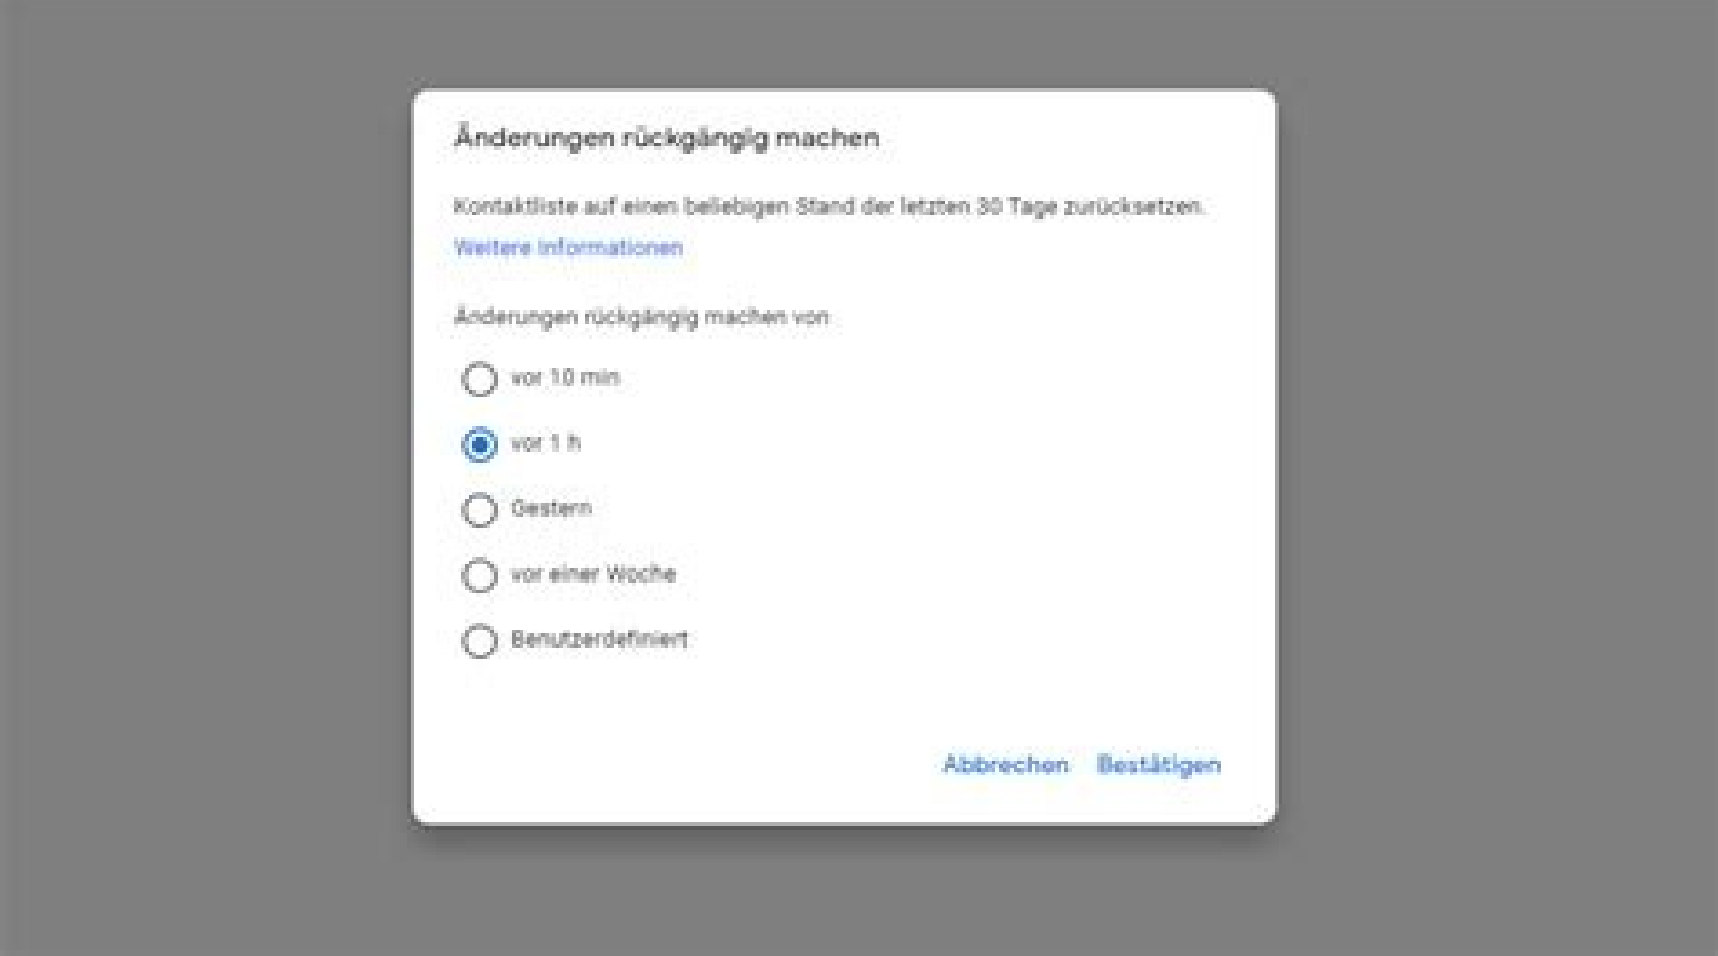 Änderungen rückgängig machen
Kontaktliste auf einen beliebigen Stand der letzten 30 Tage zurücksetzen.
Weitere Informationen
Änderungen rückgängig machen von
vor 10 min
vor 1 h
Gestern
vor einer Woche
Benutzerdefiniert
Abbrechen Bestätigen